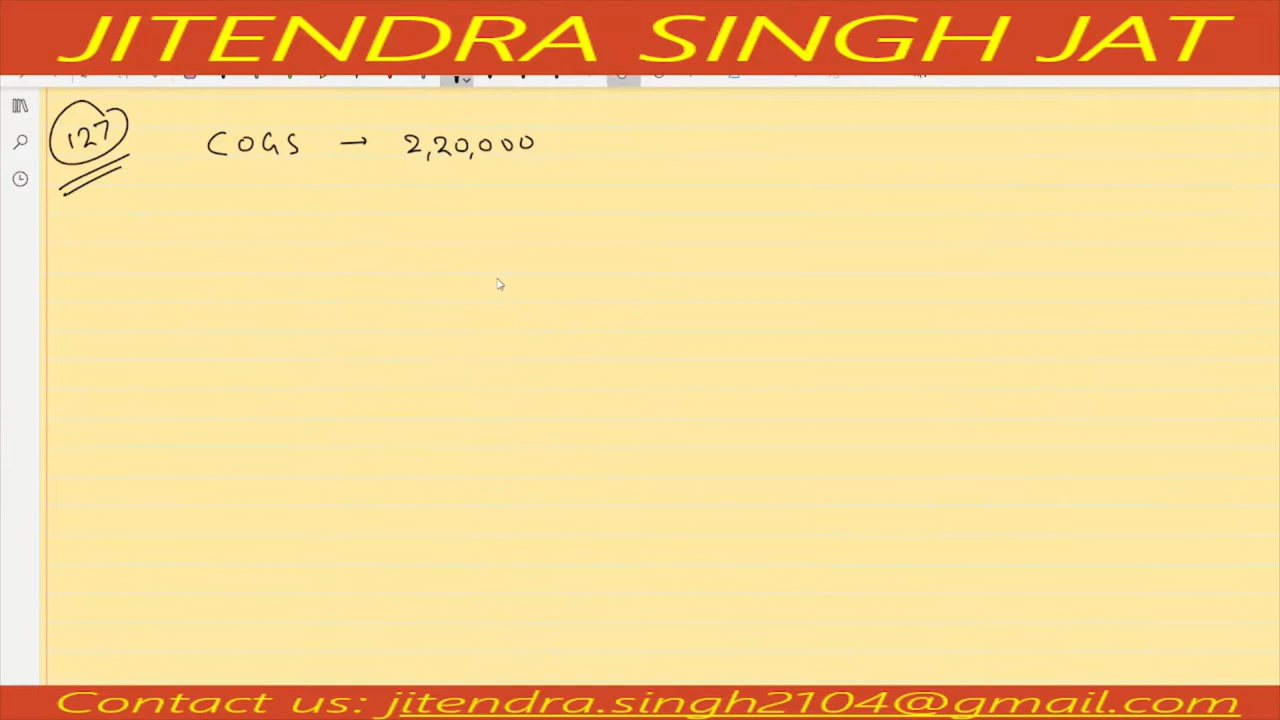 JITENDRA SINGH JAT
127 COGS → 2,20,000
Contact us: jitendra.singh2104@gmail.com